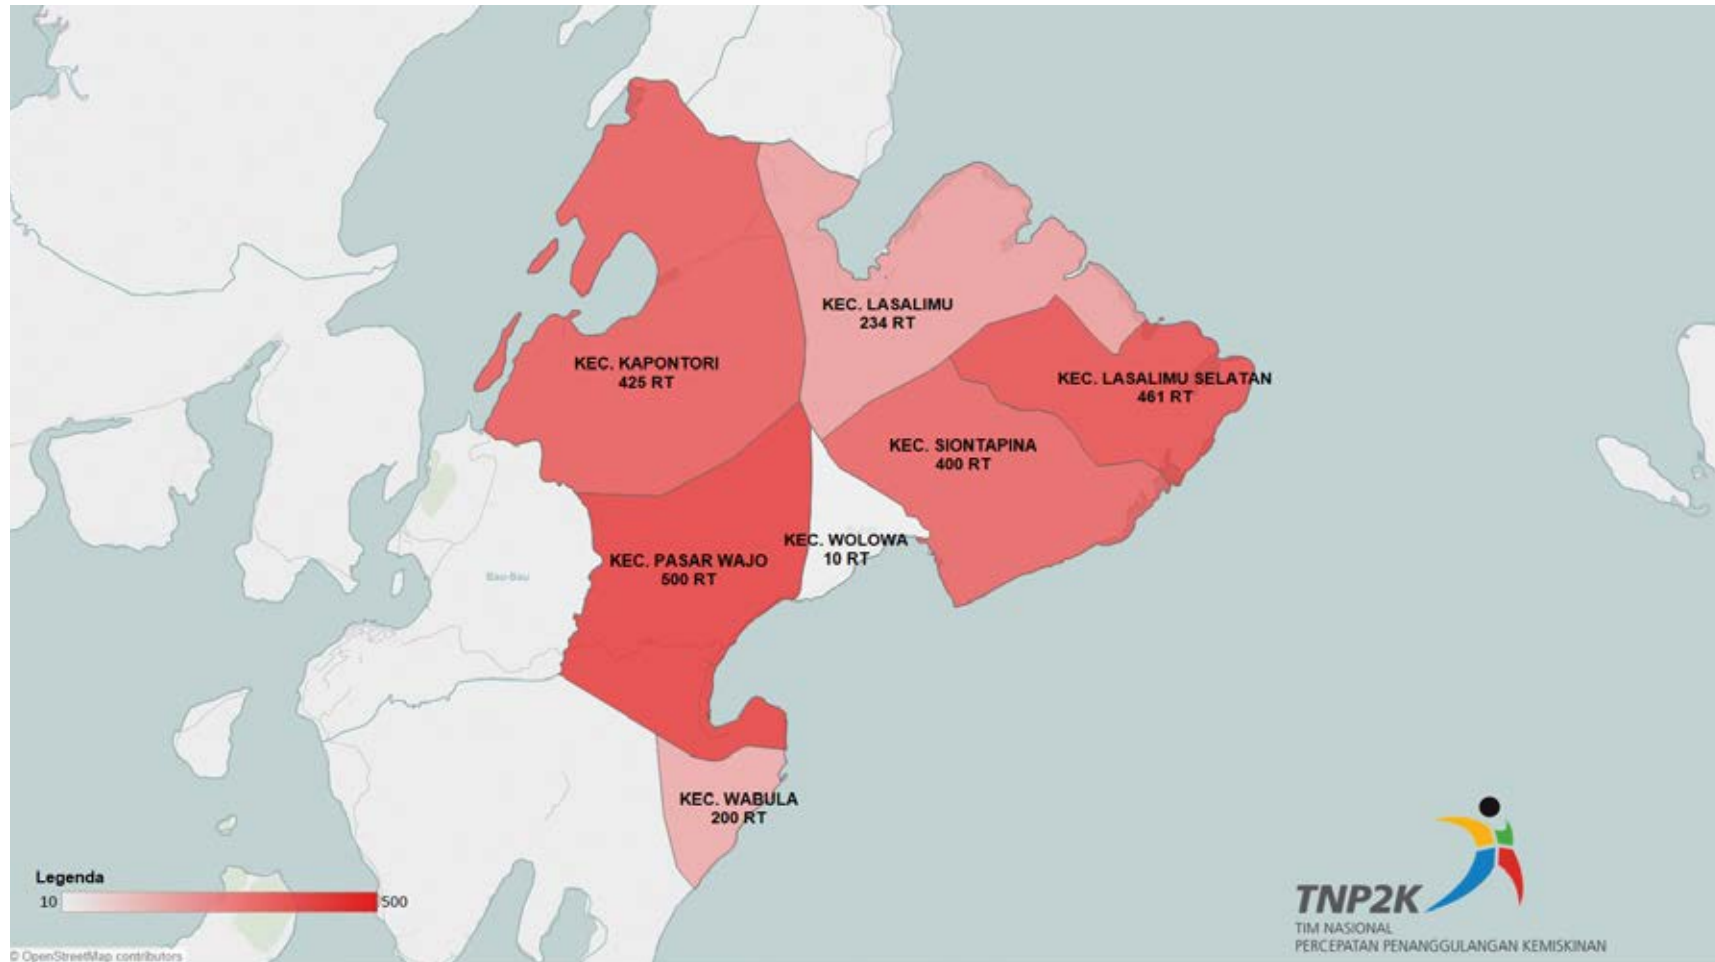 KEC. LASALIMU
234 RT
KEC. KAPONTORI
425 RT
KEC. LASALIMU SELATAN
461 RT
KEC. SIONTAPINA
400 RT
KEC. WOLOWA
10 RT
KEC. PASAR WAJO
500 RT
Bau-Bau
KEC. WABULA
200 RT
Legenda
10
500
TNP2K
TIM NASIONAL
PERCEPATAN PENANGGULANGAN KEMISKINAN
© OpenStreetMap contributors